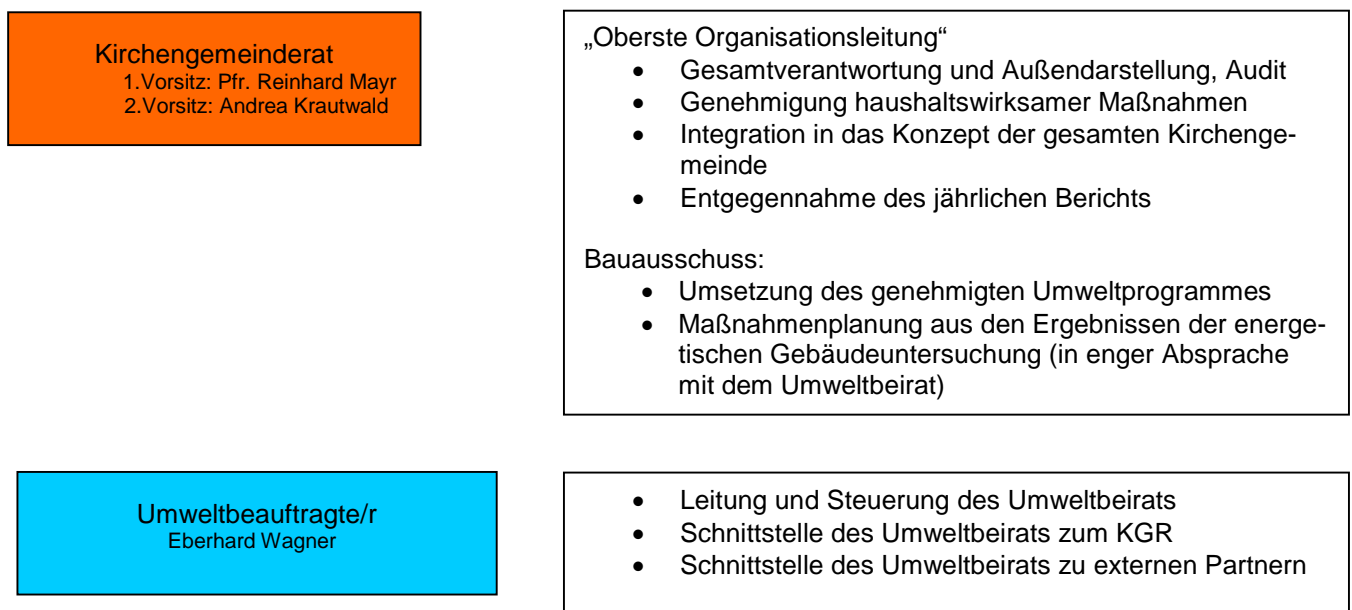 Kirchengemeinderat
1.Vorsitz: Pfr. Reinhard Mayr
2.Vorsitz: Andrea Krautwald
„Oberste Organisationsleitung“
• Gesamtverantwortung und Außendarstellung, Audit
• Genehmigung haushaltswirksamer Maßnahmen
• Integration in das Konzept der gesamten Kirchenge-
meinde
• Entgegennahme des jährlichen Berichts
Bauausschuss:
• Umsetzung des genehmigten Umweltprogrammes
• Maßnahmenplanung aus den Ergebnissen der energe-
tischen Gebäudeuntersuchung (in enger Absprache
mit dem Umweltbeirat)
Umweltbeauftragte/r
Eberhard Wagner
• Leitung und Steuerung des Umweltbeirats
• Schnittstelle des Umweltbeirats zum KGR
• Schnittstelle des Umweltbeirats zu externen Partnern